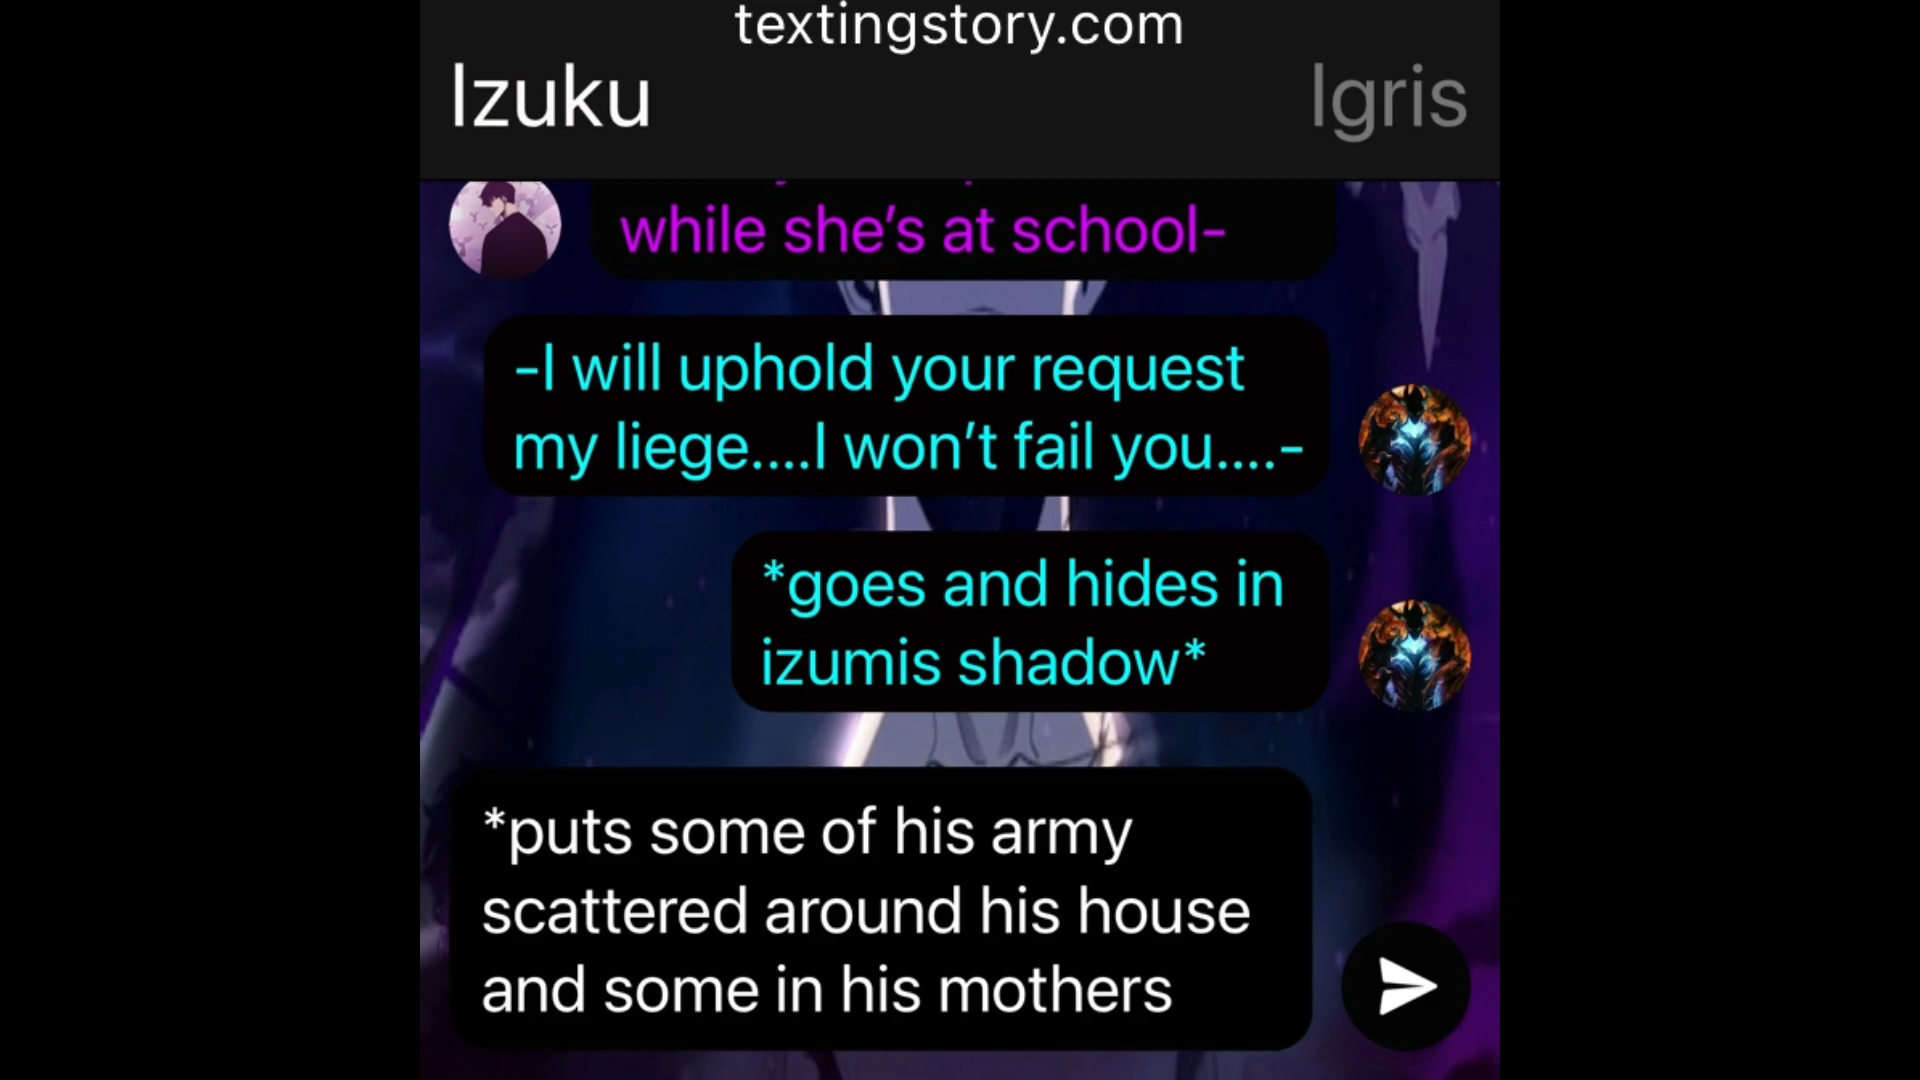 textingstory.com
Izuku
Igris
while she's at school-
-I will uphold your request
my liege....I won't fail you....-
*goes and hides in
izumis shadow*
*puts some of his army
scattered around his house
and some in his mothers